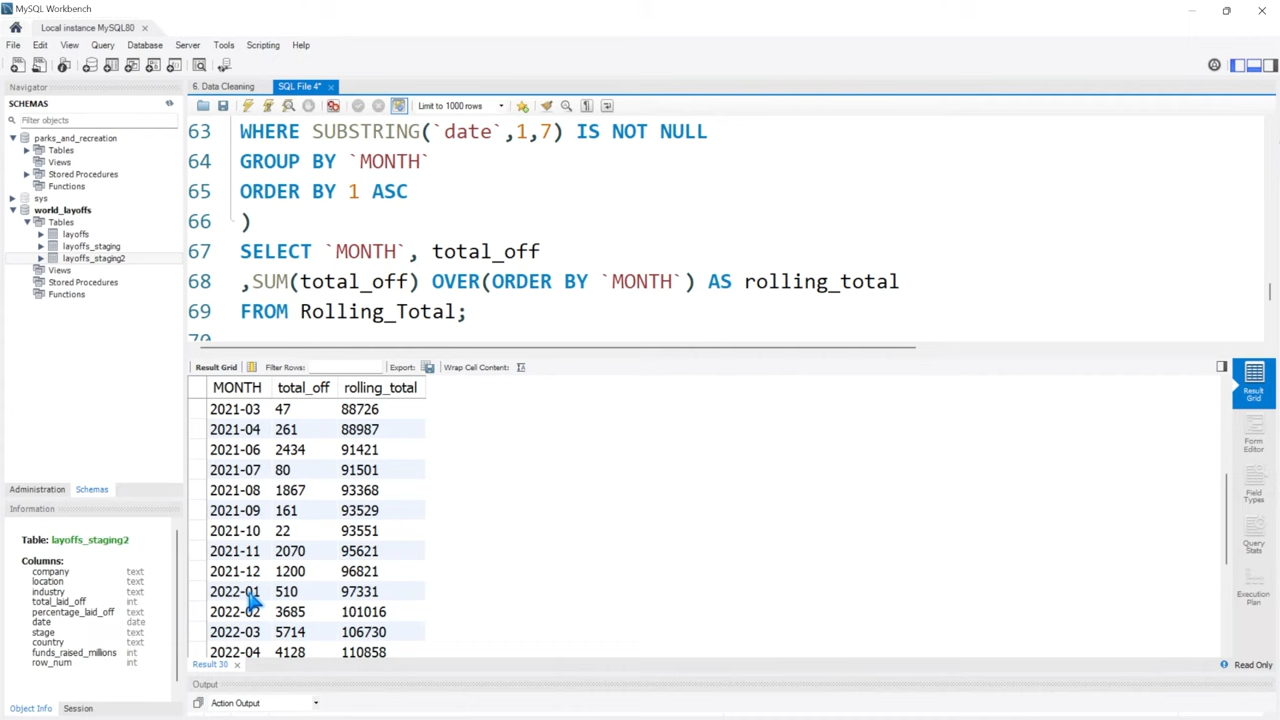 MySQL Workbench
Local instance MySQL80
File Edit View Query Database Server Tools Scripting Help
Navigator
SCHEMAS
Filter objects
parks_and_recreation
Tables
Views
Stored Procedures
Functions
sys
world_layoffs
Tables
layoffs
layoffs_staging
layoffs_staging2
Views
Stored Procedures
Functions
Administration Schemas
Information
Table: layoffs_staging2
Columns:
company text
location text
industry text
total_laid_off int
percentage_laid_off text
date date
stage text
country text
funds_raised_millions int
row_num int
Object Info Session
6. Data Cleaning SQL File 4*
Limit to 1000 rows
63 WHERE SUBSTRING(`date`,1,7) IS NOT NULL
64 GROUP BY `MONTH`
65 ORDER BY 1 ASC
66 )
67 SELECT `MONTH`, total_off
68 ,SUM(total_off) OVER(ORDER BY `MONTH`) AS rolling_total
69 FROM Rolling_Total;
70
Result Grid Filter Rows: Export: Wrap Cell Content:
MONTH total_off rolling_total
2021-03 47 88726
2021-04 261 88987
2021-06 2434 91421
2021-07 80 91501
2021-08 1867 93368
2021-09 161 93529
2021-10 22 93551
2021-11 2070 95621
2021-12 1200 96821
2022-01 510 97331
2022-02 3685 101016
2022-03 5714 106730
2022-04 4128 110858
Result 30
Output
Action Output
Result
Grid
Form
Editor
Field
Types
Query
Stats
Execution
Plan
Read Only